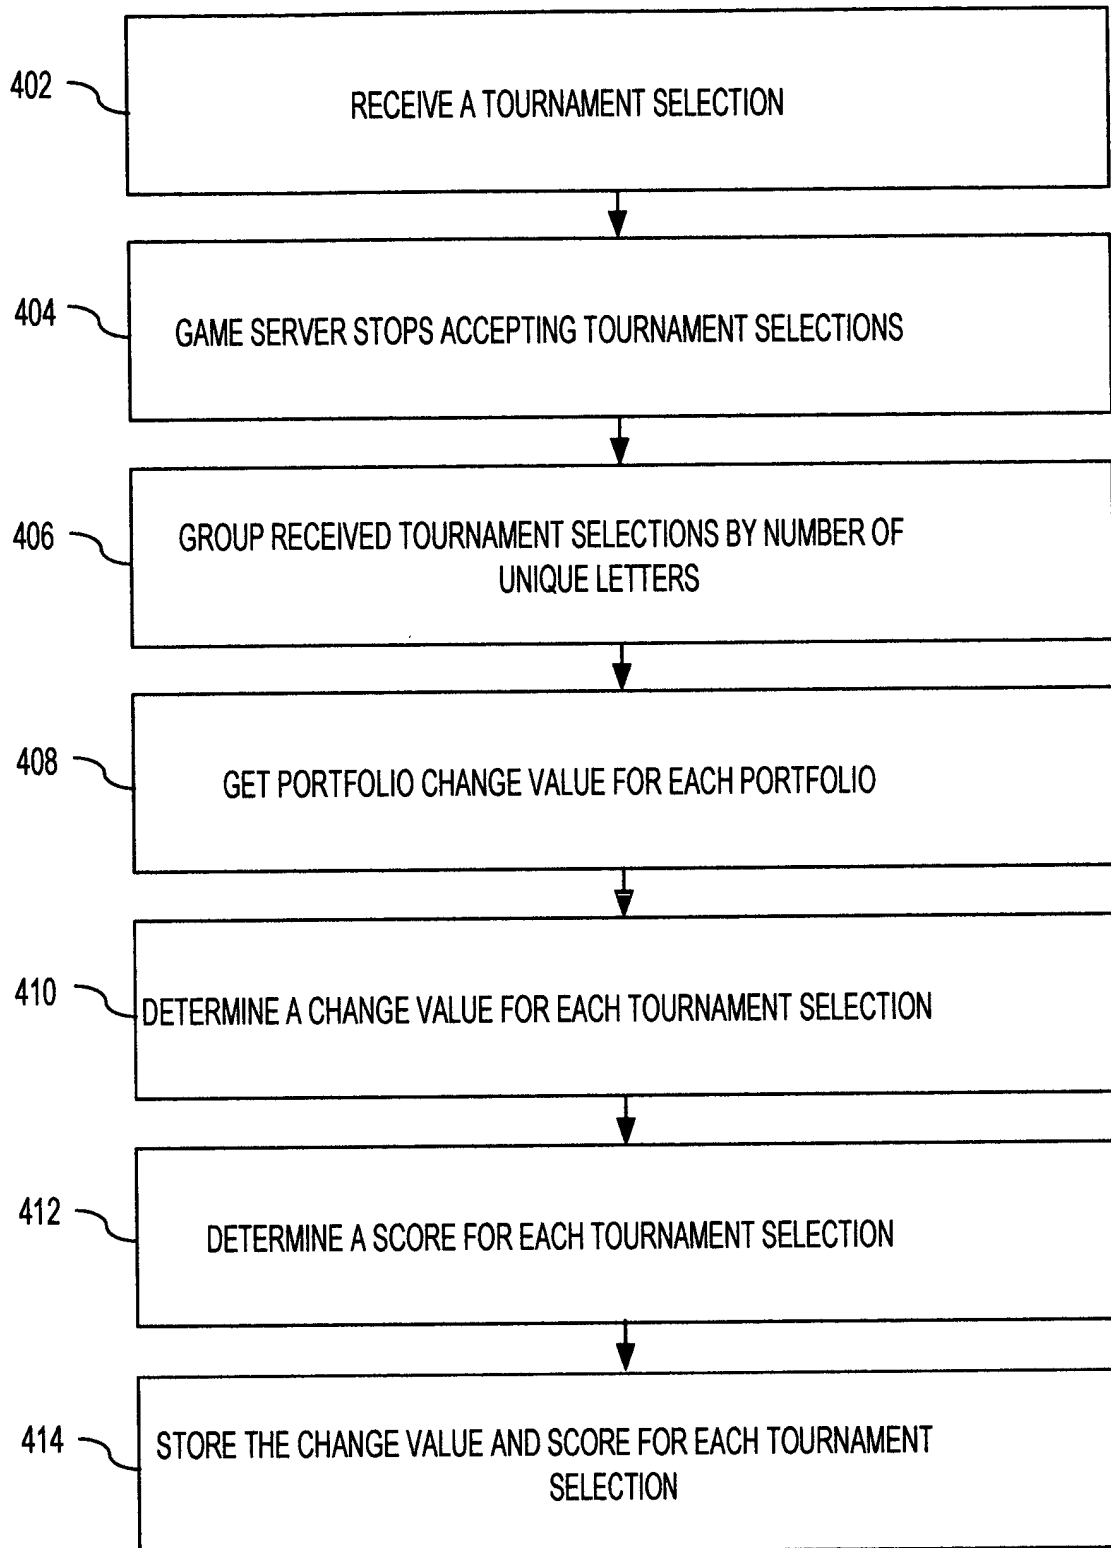 402
RECEIVE A TOURNAMENT SELECTION
404
GAME SERVER STOPS ACCEPTING TOURNAMENT SELECTIONS
406
GROUP RECEIVED TOURNAMENT SELECTIONS BY NUMBER OF
UNIQUE LETTERS
408
GET PORTFOLIO CHANGE VALUE FOR EACH PORTFOLIO
410
DETERMINE A CHANGE VALUE FOR EACH TOURNAMENT SELECTION
412
DETERMINE A SCORE FOR EACH TOURNAMENT SELECTION
414
STORE THE CHANGE VALUE AND SCORE FOR EACH TOURNAMENT
SELECTION